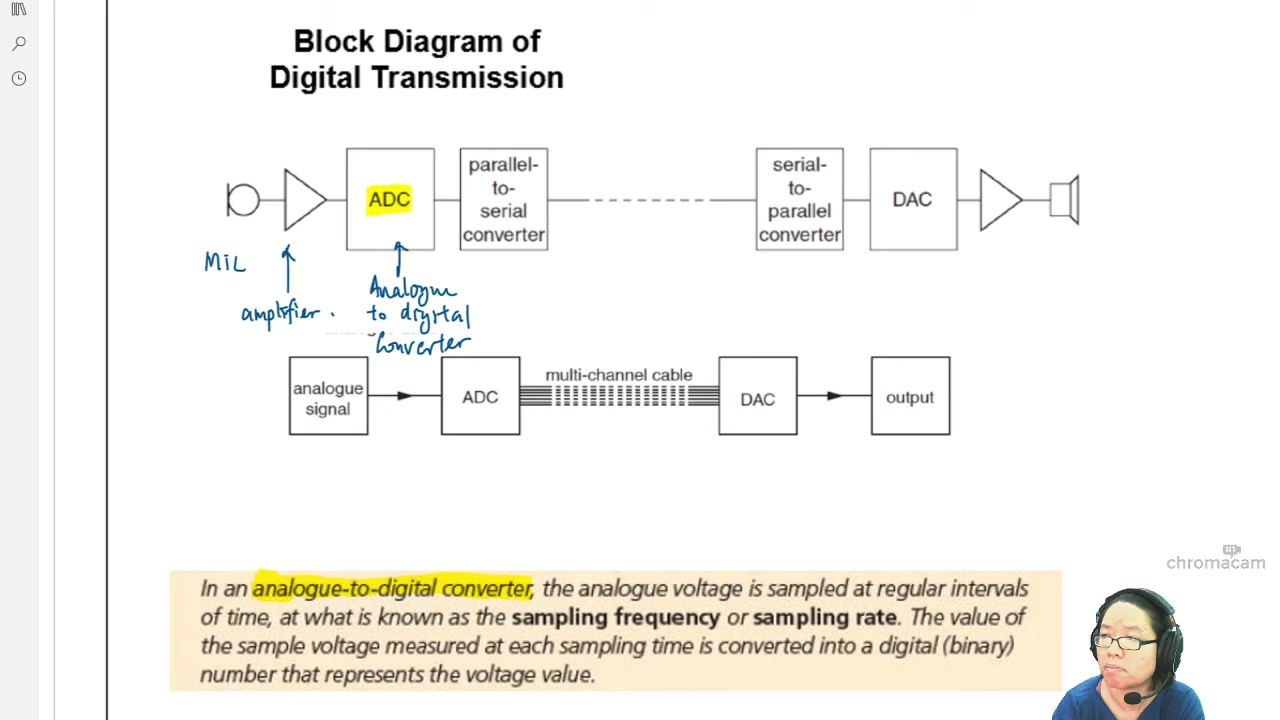 Block Diagram of
Digital Transmission
ADC
parallel-
to-
serial
converter
serial-
to-
parallel
converter
DAC
MIL
amplifier.
Analogue
to digital
Converter
analogue
signal
ADC
multi-channel cable
DAC
output
chromacam
In an analogue-to-digital converter, the analogue voltage is sampled at regular intervals
of time, at what is known as the sampling frequency or sampling rate. The value of
the sample voltage measured at each sampling time is converted into a digital (binary)
number that represents the voltage value.